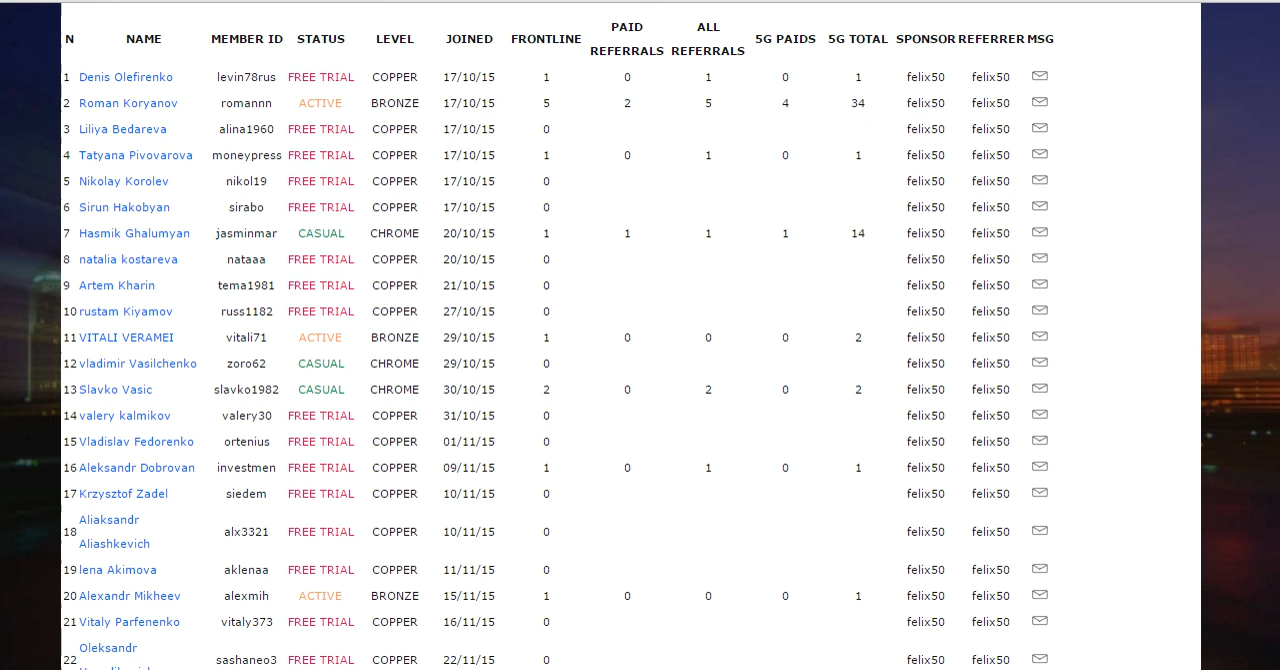 N NAME MEMBER ID STATUS LEVEL JOINED FRONTLINE PAID REFERRALS ALL REFERRALS 5G PAIDS 5G TOTAL SPONSOR REFERRER MSG
1 Denis Olefirenko levin78rus FREE TRIAL COPPER 17/10/15 1 0 1 0 1 felix50 felix50
2 Roman Koryanov romannn ACTIVE BRONZE 17/10/15 5 2 5 4 34 felix50 felix50
3 Liliya Bedareva alina1960 FREE TRIAL COPPER 17/10/15 0 felix50 felix50
4 Tatyana Pivovarova moneypress FREE TRIAL COPPER 17/10/15 1 0 1 0 1 felix50 felix50
5 Nikolay Korolev nikol19 FREE TRIAL COPPER 17/10/15 0 felix50 felix50
6 Sirun Hakobyan sirabo FREE TRIAL COPPER 17/10/15 0 felix50 felix50
7 Hasmik Ghalumyan jasminmar CASUAL CHROME 20/10/15 1 1 1 1 14 felix50 felix50
8 natalia kostareva nataaa FREE TRIAL COPPER 20/10/15 0 felix50 felix50
9 Artem Kharin tema1981 FREE TRIAL COPPER 21/10/15 0 felix50 felix50
10 rustam Kiyamov russ1182 FREE TRIAL COPPER 27/10/15 0 felix50 felix50
11 VITALI VERAMEI vitali71 ACTIVE BRONZE 29/10/15 1 0 0 0 2 felix50 felix50
12 vladimir Vasilchenko zoro62 CASUAL CHROME 29/10/15 0 felix50 felix50
13 Slavko Vasic slavko1982 CASUAL CHROME 30/10/15 2 0 2 0 2 felix50 felix50
14 valery kalmikov valery30 FREE TRIAL COPPER 31/10/15 0 felix50 felix50
15 Vladislav Fedorenko ortenius FREE TRIAL COPPER 01/11/15 0 felix50 felix50
16 Aleksandr Dobrovan investmen FREE TRIAL COPPER 09/11/15 1 0 1 0 1 felix50 felix50
17 Krzysztof Zadel siedem FREE TRIAL COPPER 10/11/15 0 felix50 felix50
18 Aliaksandr Aliashkevich alx3321 FREE TRIAL COPPER 10/11/15 0 felix50 felix50
19 lena Akimova aklenaa FREE TRIAL COPPER 11/11/15 0 felix50 felix50
20 Alexandr Mikheev alexmih ACTIVE BRONZE 15/11/15 1 0 0 0 1 felix50 felix50
21 Vitaly Parfenenko vitaly373 FREE TRIAL COPPER 16/11/15 0 felix50 felix50
22 Oleksandr sashaneo3 FREE TRIAL COPPER 22/11/15 0 felix50 felix50